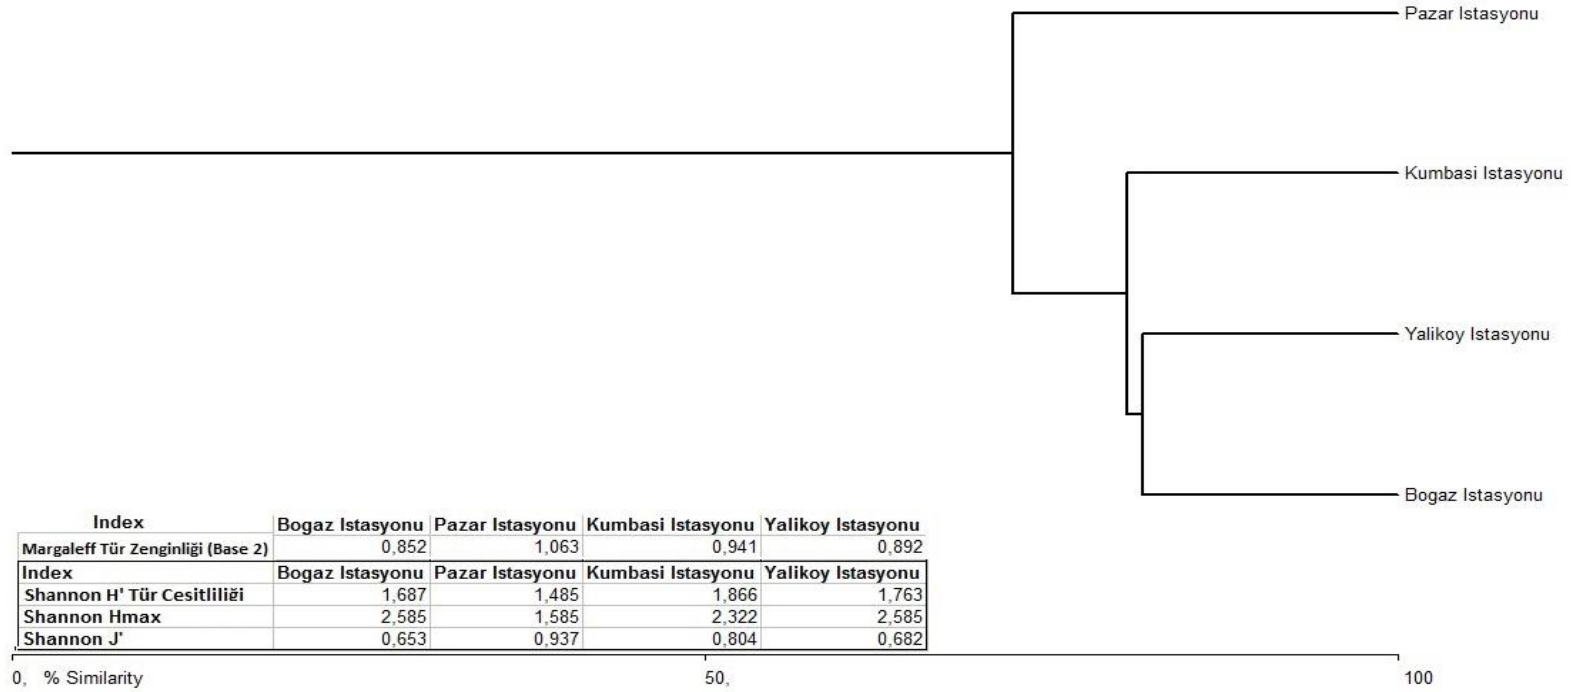 Pazar Istasyonu
Kumbasi Istasyonu
Yalikoy Istasyonu
Bogaz Istasyonu
Index Bogaz Istasyonu Pazar Istasyonu Kumbasi Istasyonu Yalikoy Istasyonu
Margaleff Tür Zenginliği (Base 2) 0,852 1,063 0,941 0,892
Index Bogaz Istasyonu Pazar Istasyonu Kumbasi Istasyonu Yalikoy Istasyonu
Shannon H' Tür Cesitliliği 1,687 1,485 1,866 1,763
Shannon Hmax 2,585 1,585 2,322 2,585
Shannon J' 0,653 0,937 0,804 0,682
0, % Similarity 50, 100